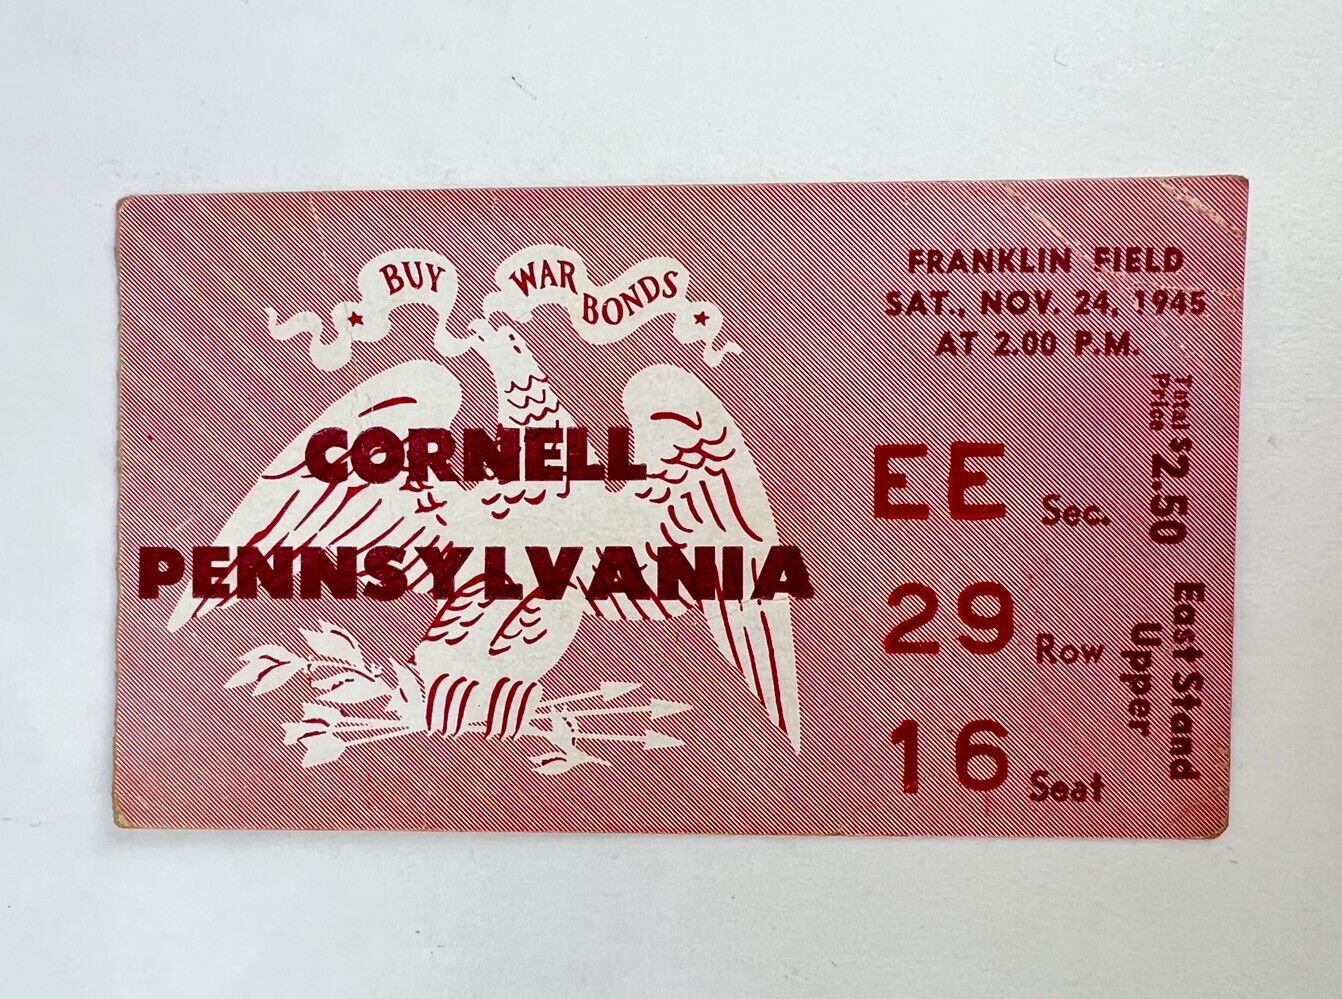 BUY WAR BONDS
CORNELL
PENNSYLVANIA
FRANKLIN FIELD
SAT., NOV. 24, 1945
AT 2.00 P.M.
EE Sec.
29 Row
16 Seat
Total
Price $2.50
East Stand
Upper